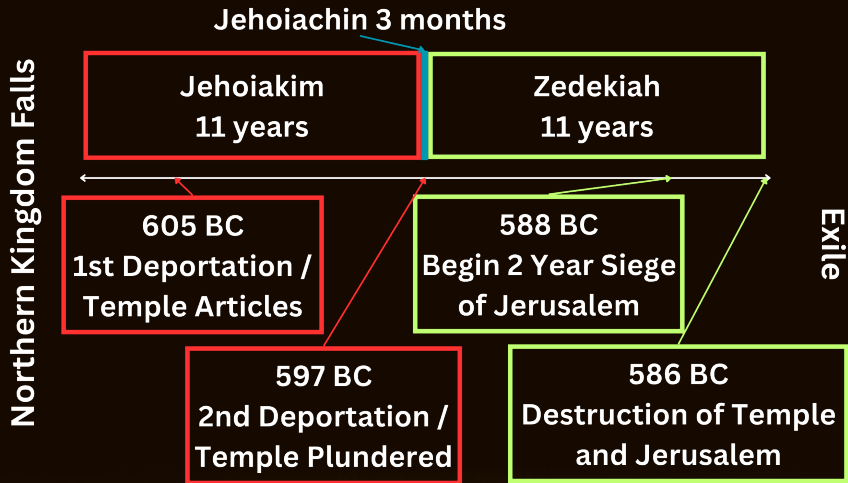 Jehoiachin 3 months
Northern Kingdom Falls
Jehoiakim
11 years
Zedekiah
11 years
605 BC
1st Deportation /
Temple Articles
588 BC
Begin 2 Year Siege
of Jerusalem
Exile
597 BC
2nd Deportation /
Temple Plundered
586 BC
Destruction of Temple
and Jerusalem